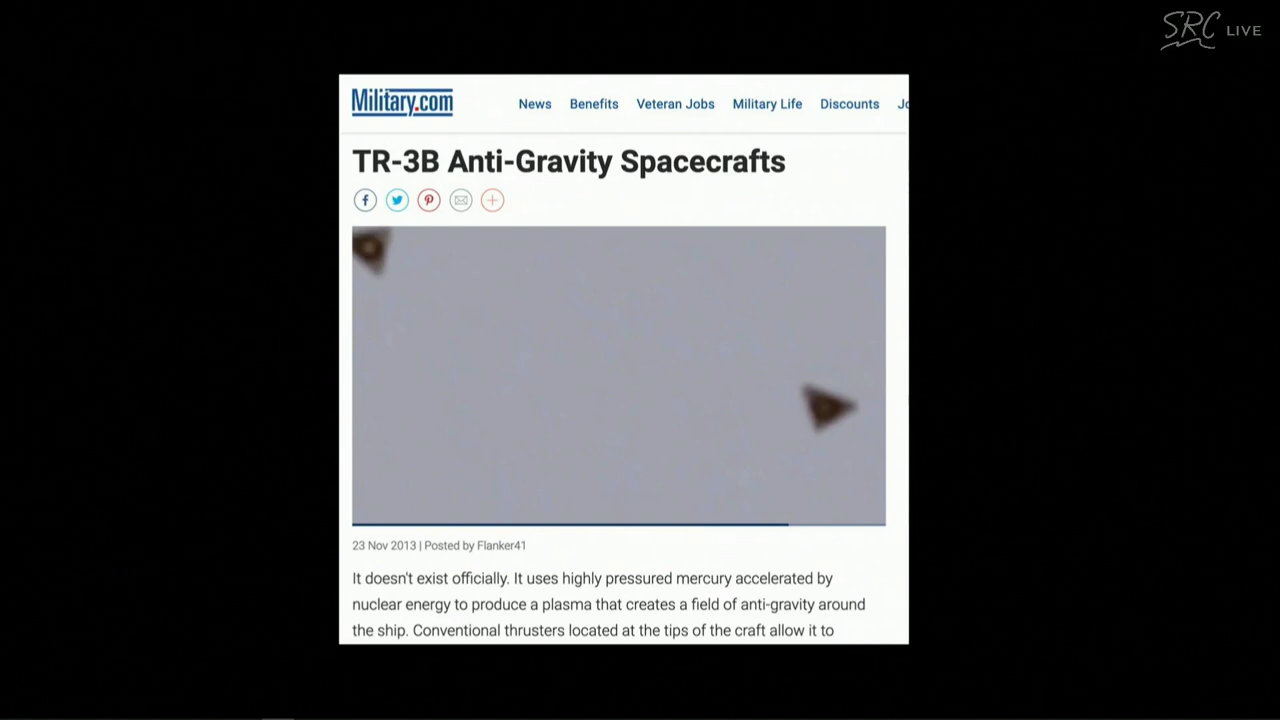 SRC LIVE
Military.com
News Benefits Veteran Jobs Military Life Discounts Jo
TR-3B Anti-Gravity Spacecrafts
23 Nov 2013 | Posted by Flanker41
It doesn't exist officially. It uses highly pressured mercury accelerated by
nuclear energy to produce a plasma that creates a field of anti-gravity around
the ship. Conventional thrusters located at the tips of the craft allow it to